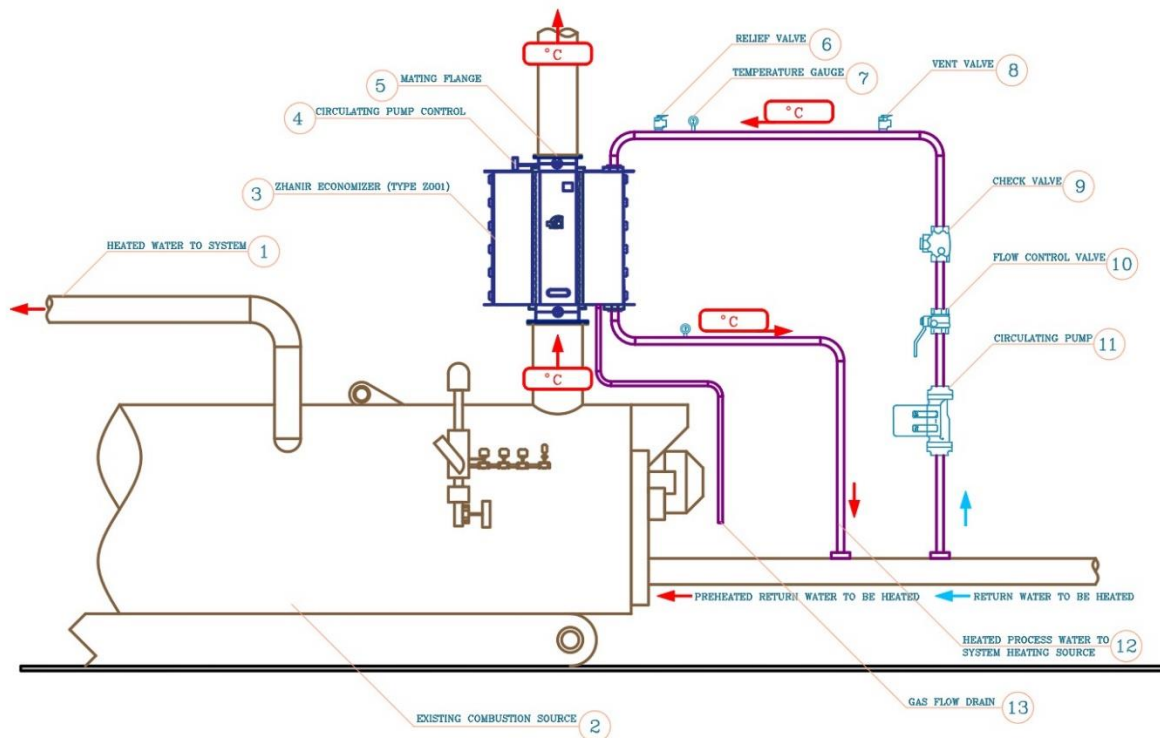 °C
RELIEF VALVE 6
TEMPERATURE GAUGE 7
VENT VALVE 8
5 MATING FLANGE
4 CIRCULATING PUMP CONTROL
°C
3 ZHANIR ECONOMIZER (TYPE Z001)
CHECK VALVE 9
HEATED WATER TO SYSTEM 1
FLOW CONTROL VALVE 10
°C
CIRCULATING PUMP 11
°C
PREHEATED RETURN WATER TO BE HEATED
RETURN WATER TO BE HEATED
HEATED PROCESS WATER TO
SYSTEM HEATING SOURCE 12
GAS FLOW DRAIN 13
EXISTING COMBUSTION SOURCE 2